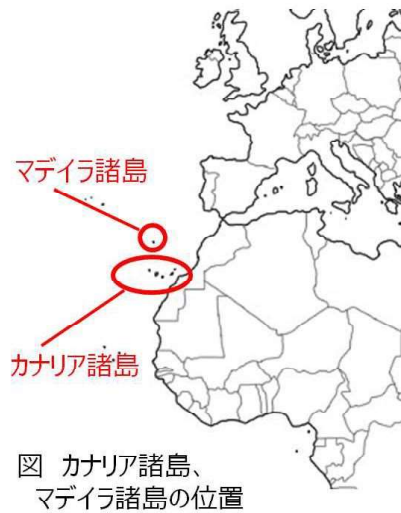 マデイラ諸島
カナリア諸島
図 カナリア諸島、
マデイラ諸島の位置